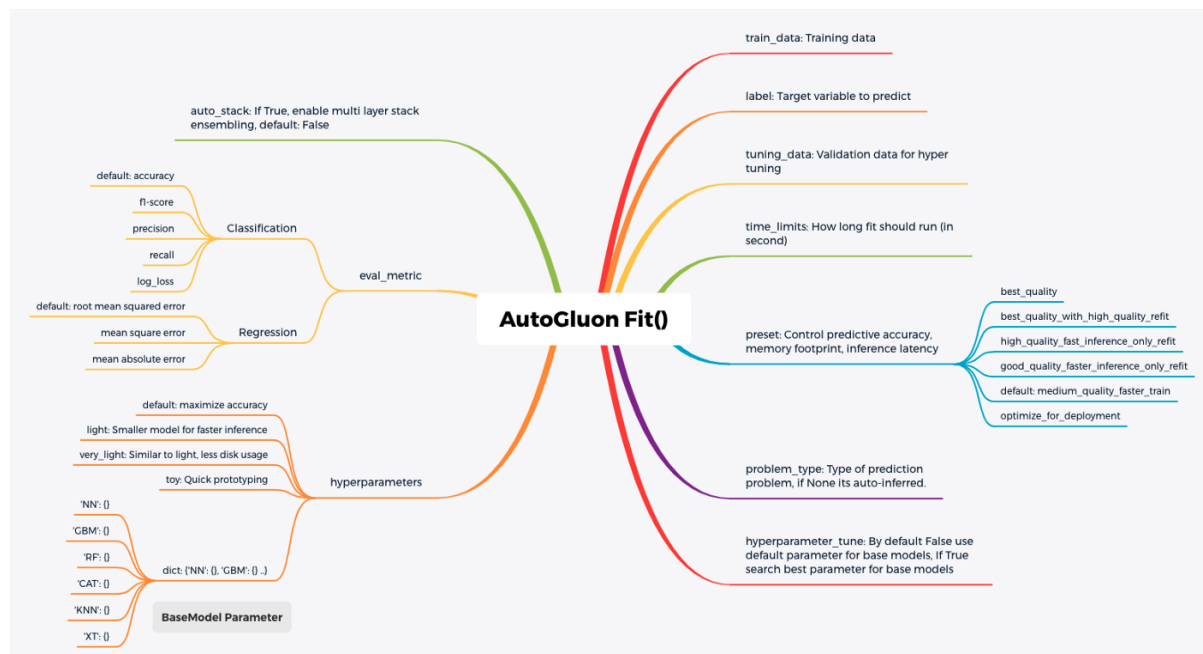 AutoGluon Fit()
train_data: Training data
label: Target variable to predict
tuning_data: Validation data for hyper
tuning
time_limits: How long fit should run (in
second)
preset: Control predictive accuracy,
memory footprint, inference latency
best_quality
best_quality_with_high_quality_refit
high_quality_fast_inference_only_refit
good_quality_faster_inference_only_refit
default: medium_quality_faster_train
optimize_for_deployment
problem_type: Type of prediction
problem, if None its auto-inferred.
hyperparameter_tune: By default False use
default parameter for base models, If True
search best parameter for base models
auto_stack: If True, enable multi layer stack
ensembling, default: False
eval_metric
Classification
default: accuracy
f1-score
precision
recall
log_loss
Regression
default: root mean squared error
mean square error
mean absolute error
hyperparameters
default: maximize accuracy
light: Smaller model for faster inference
very_light: Similar to light, less disk usage
toy: Quick prototyping
dict: {'NN': {}, 'GBM': {} ..}
'NN': {}
'GBM': {}
'RF': {}
'CAT': {}
'KNN': {}
'XT': {}
BaseModel Parameter